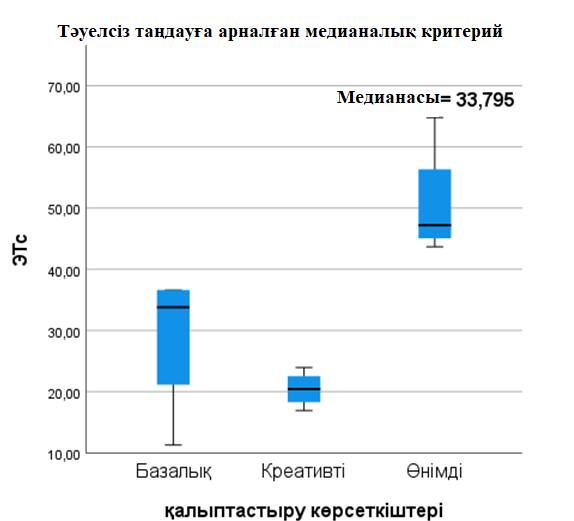 Тәуелсіз таңдауға арналған медианалық критерий
Медианасы= 33,795
70,00
60,00
50,00
40,00
30,00
20,00
10,00
ЭТс
Базалық Креативті Өнімді
қалыптастыру көрсеткіштері